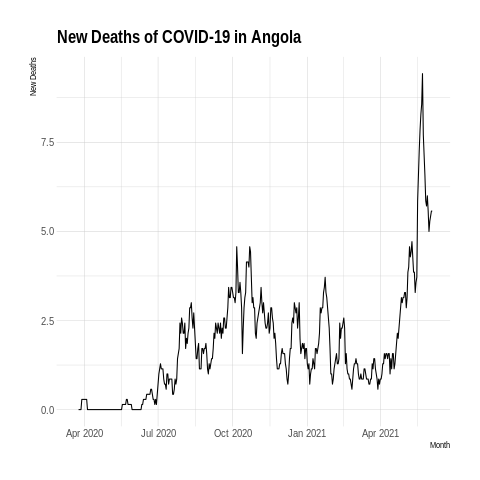 New Deaths of COVID-19 in Angola
New Deaths
7.5
5.0
2.5
0.0
Apr 2020 Jul 2020 Oct 2020 Jan 2021 Apr 2021
Month